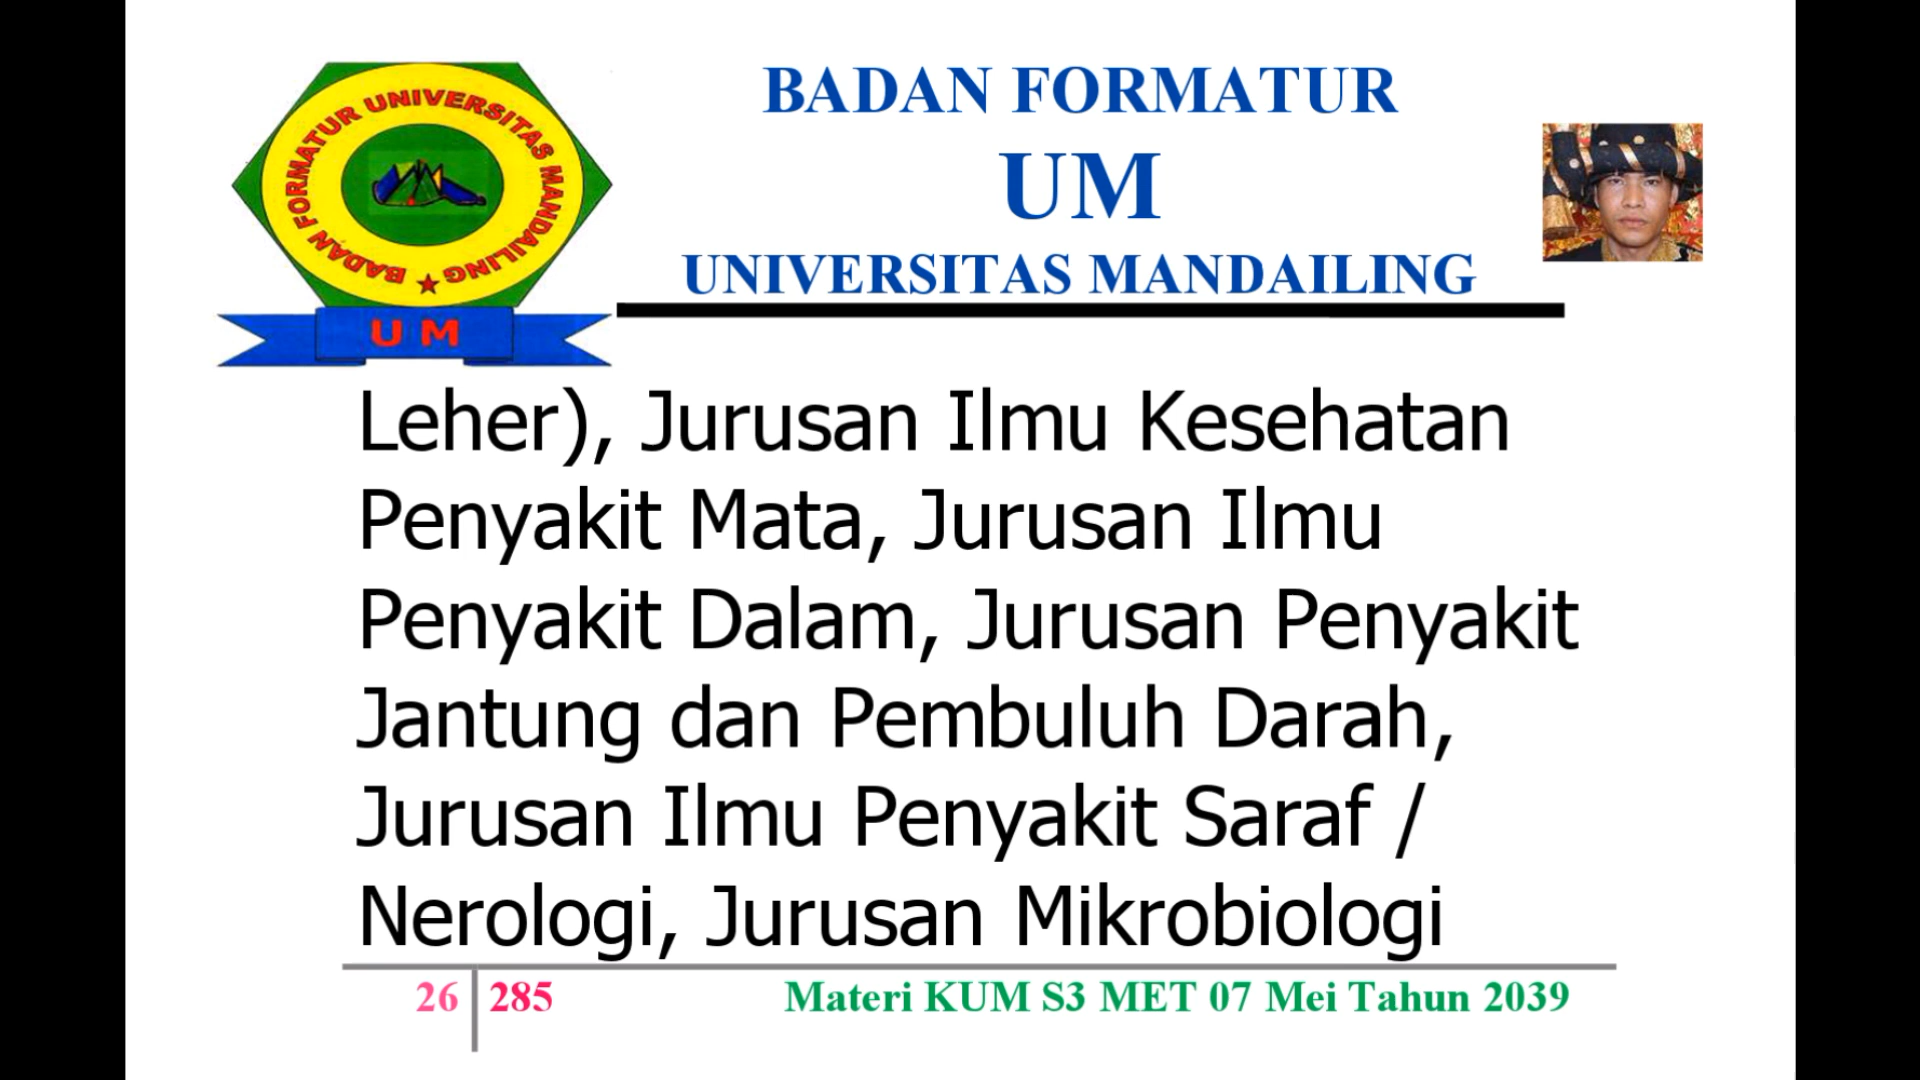 BADAN FORMATUR UNIVERSITAS MANDAILING
U M
BADAN FORMATUR
UM
UNIVERSITAS MANDAILING
Leher), Jurusan Ilmu Kesehatan
Penyakit Mata, Jurusan Ilmu
Penyakit Dalam, Jurusan Penyakit
Jantung dan Pembuluh Darah,
Jurusan Ilmu Penyakit Saraf /
Nerologi, Jurusan Mikrobiologi
26 285 Materi KUM S3 MET 07 Mei Tahun 2039